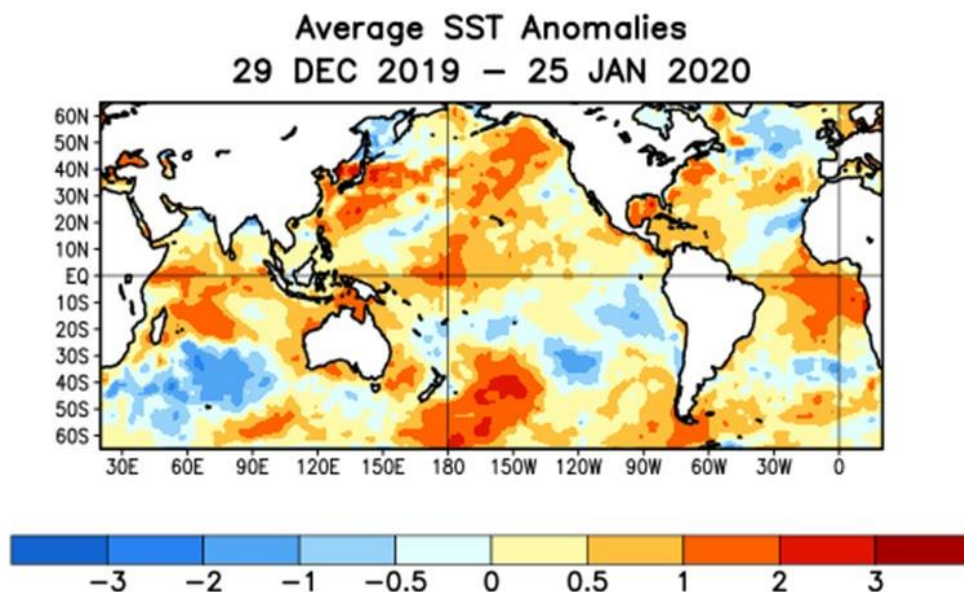 Average SST Anomalies
29 DEC 2019 – 25 JAN 2020
60N
50N
40N
30N
20N
10N
EQ
10S
20S
30S
40S
50S
60S
30E 60E 90E 120E 150E 180 150W 120W 90W 60W 30W 0
-3 -2 -1 -0.5 0 0.5 1 2 3